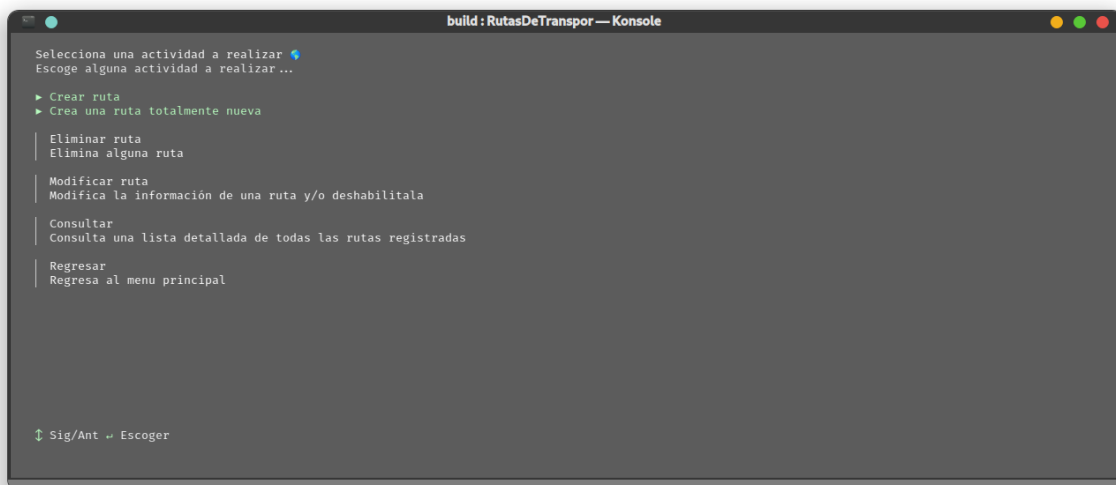 build : RutasDeTranspor — Konsole
Selecciona una actividad a realizar 🌎
Escoge alguna actividad a realizar...
► Crear ruta
► Crea una ruta totalmente nueva
Eliminar ruta
Elimina alguna ruta
Modificar ruta
Modifica la información de una ruta y/o deshabilitala
Consultar
Consulta una lista detallada de todas las rutas registradas
Regresar
Regresa al menu principal
↕ Sig/Ant ↵ Escoger